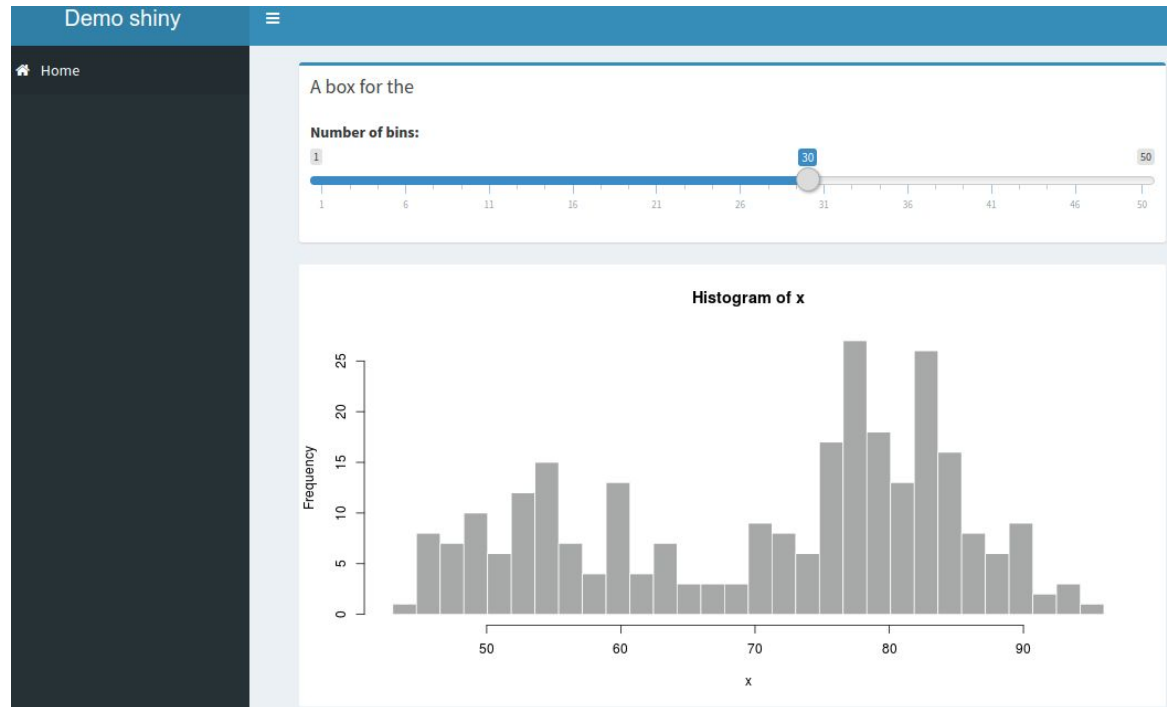 Demo shiny
Home
A box for the
Number of bins:
1 30 50
1 6 11 16 21 26 31 36 41 46 50
Histogram of x
25
20
15
10
5
0
Frequency
50 60 70 80 90
x